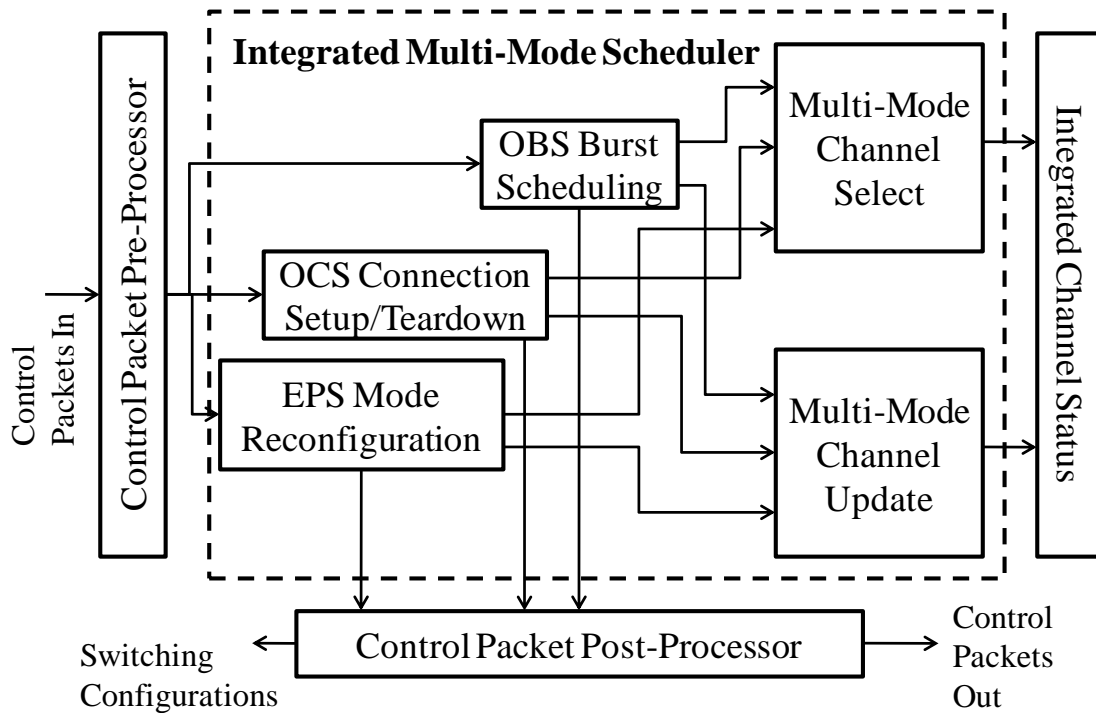 Control
Packets In
Control Packet Pre-Processor
Integrated Multi-Mode Scheduler
OBS Burst
Scheduling
OCS Connection
Setup/Teardown
EPS Mode
Reconfiguration
Multi-Mode
Channel
Select
Multi-Mode
Channel
Update
Integrated Channel Status
Control Packet Post-Processor
Switching
Configurations
Control
Packets
Out